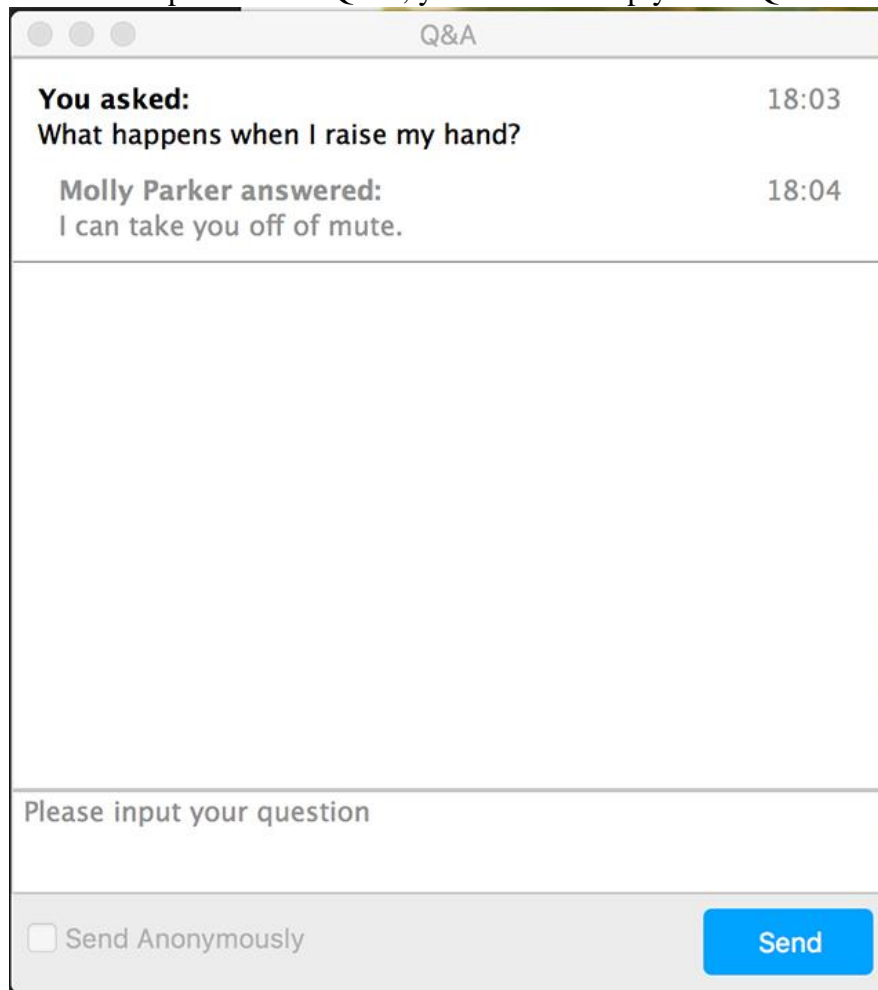 Q&A
You asked: 18:03
What happens when I raise my hand?
Molly Parker answered: 18:04
I can take you off of mute.
Please input your question
Send Anonymously Send